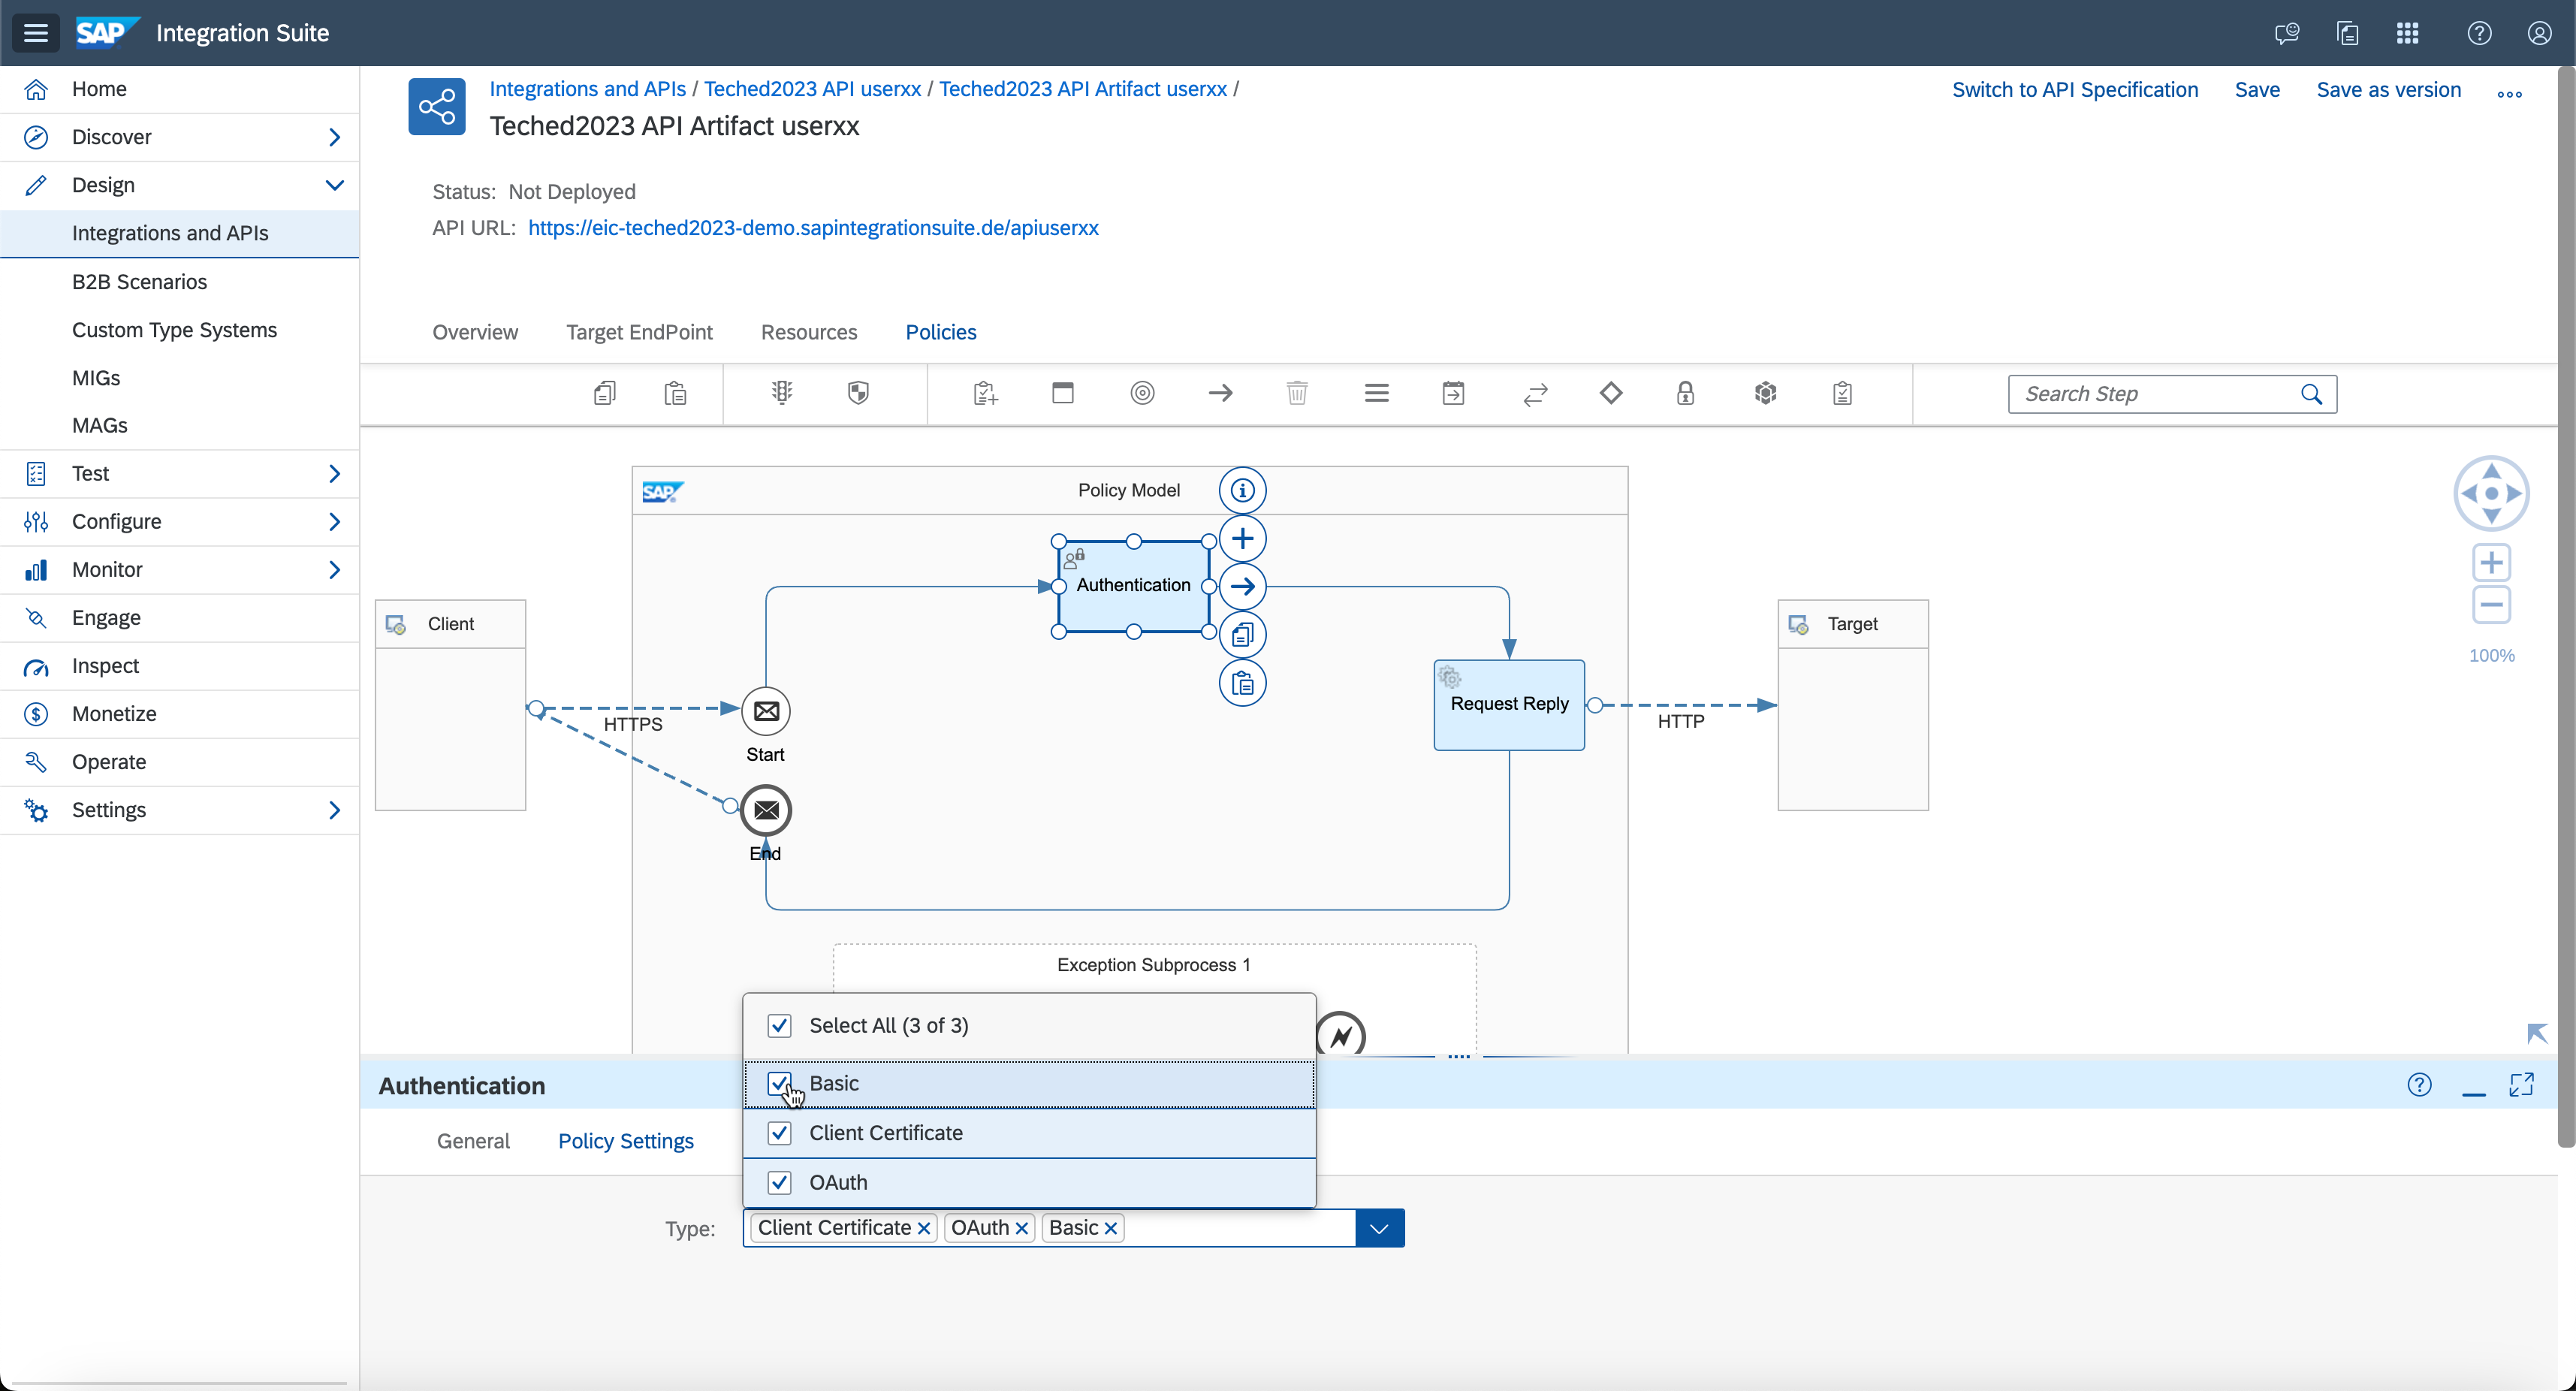 SAP Integration Suite
Home
Discover
Design
Integrations and APIs
B2B Scenarios
Custom Type Systems
MIGs
MAGs
Test
Configure
Monitor
Engage
Inspect
Monetize
Operate
Settings
Integrations and APIs / Teched2023 API userxx / Teched2023 API Artifact userxx /
Teched2023 API Artifact userxx
Switch to API Specification Save Save as version
Status: Not Deployed
API URL: https://eic-teched2023-demo.sapintegrationsuite.de/apiuserxx
Overview Target EndPoint Resources Policies
Search Step
SAP Policy Model
Authentication
Client
Target
Request Reply
HTTPS
HTTP
Start
End
100%
Exception Subprocess 1
Select All (3 of 3)
Basic
Client Certificate
OAuth
Authentication
General Policy Settings
Type: Client Certificate OAuth Basic